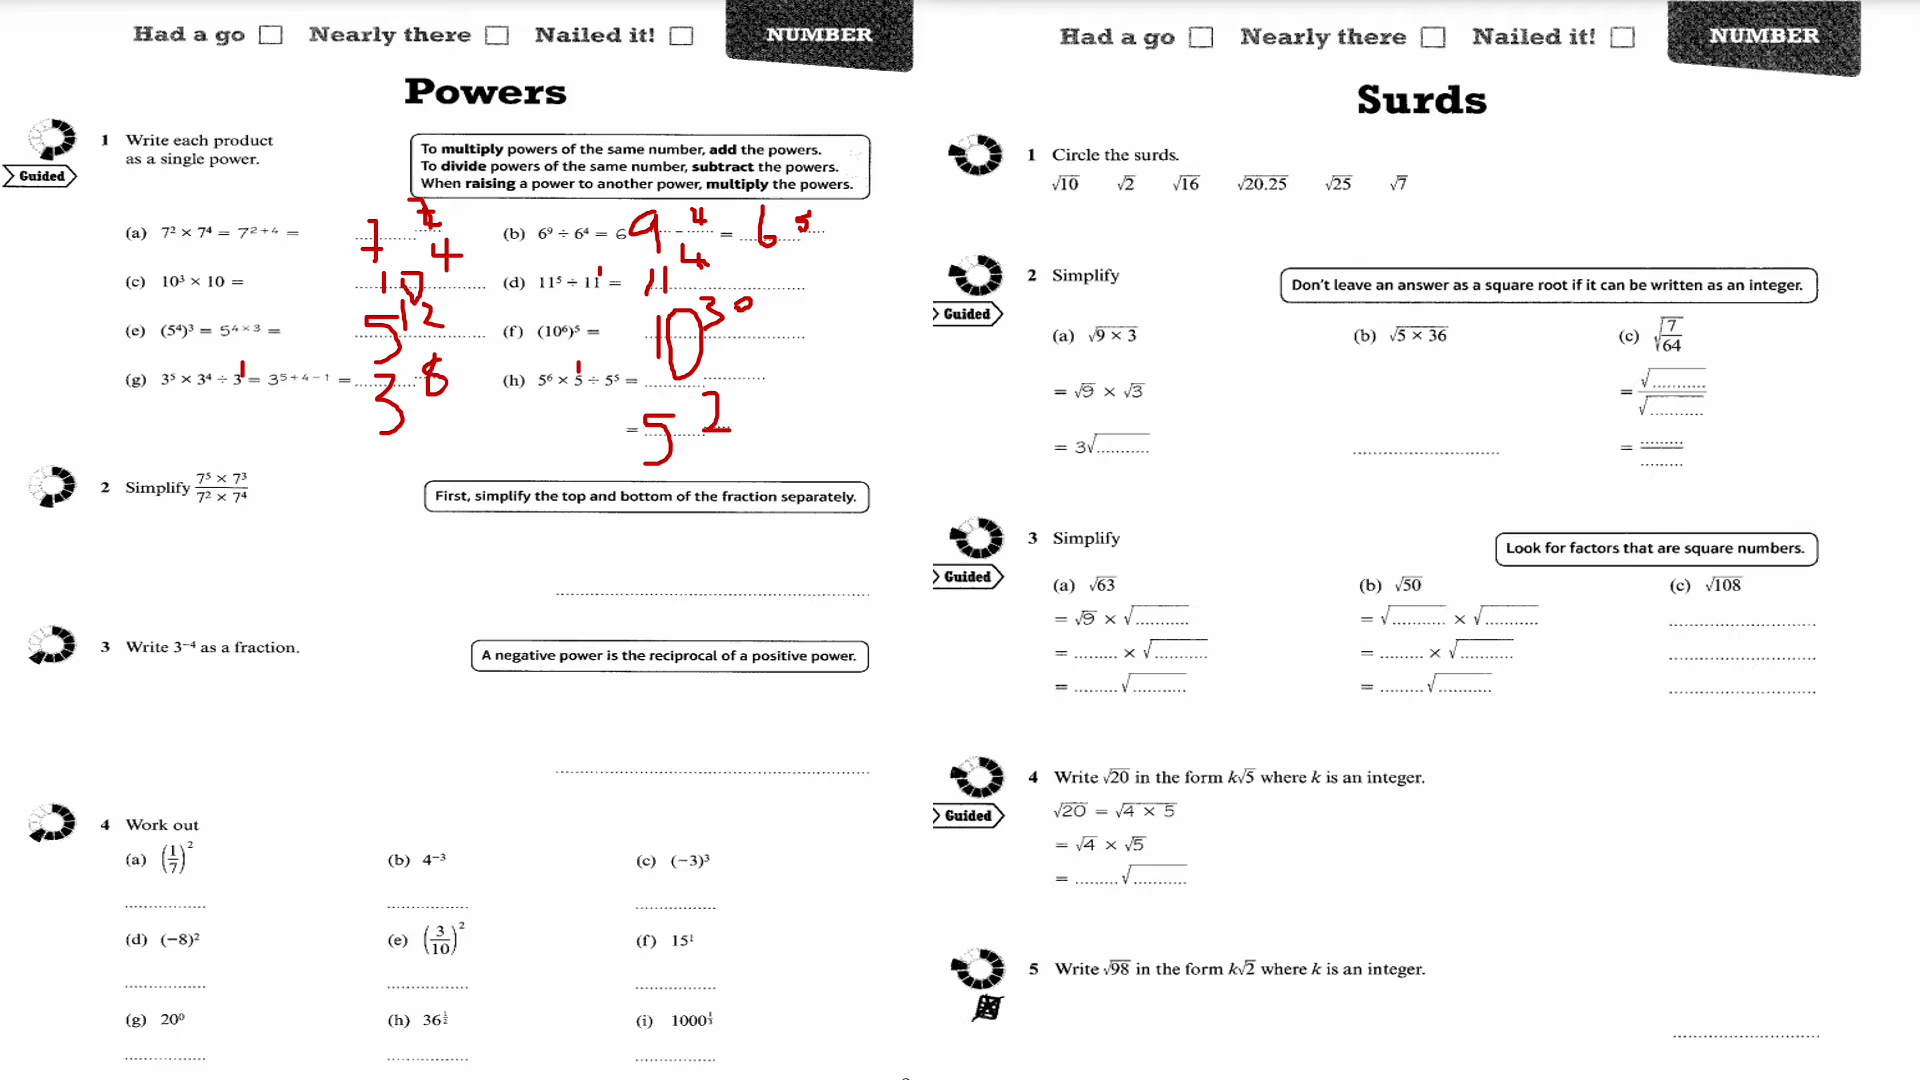 Had a go □ Nearly there □ Nailed it! □ NUMBER
Powers
Guided
1 Write each product
as a single power.
To multiply powers of the same number, add the powers.
To divide powers of the same number, subtract the powers.
When raising a power to another power, multiply the powers.
(a) 7² × 7⁴ = 7²⁺⁴ = 7
(b) 6⁹ ÷ 6⁴ = 6 9 - 4 = 6⁵
(c) 10³ × 10 = 10⁴
(d) 11⁵ ÷ 11¹ = 11⁴
(e) (5⁴)³ = 5⁴ˣ³ = 5¹²
(f) (10⁶)⁵ = 10³⁰
(g) 3⁵ × 3⁴ ÷ 3¹ = 3⁵⁺⁴⁻¹ = 3⁸
(h) 5⁶ × 5¹ ÷ 5⁵ = ..........
= 5²
2 Simplify (7⁵ × 7³)/(7² × 7⁴)
First, simplify the top and bottom of the fraction separately.
3 Write 3⁻⁴ as a fraction.
A negative power is the reciprocal of a positive power.
4 Work out
(a) (1/7)² (b) 4⁻³ (c) (−3)³
(d) (−8)² (e) (3/10)² (f) 15¹
(g) 20⁰ (h) 36^½ (i) 1000^⅓
Had a go □ Nearly there □ Nailed it! □ NUMBER
Surds
1 Circle the surds.
√10 √2 √16 √20.25 √25 √7
Guided
2 Simplify
Don't leave an answer as a square root if it can be written as an integer.
(a) √9 × 3 (b) √5 × 36 (c) √7/64
= √9 × √3 = √........../√..........
= 3√.......... .......... = ........../..........
Guided
3 Simplify
Look for factors that are square numbers.
(a) √63 (b) √50 (c) √108
= √9 × √.......... = √.......... × √.......... ..........
= .......... × √.......... = .......... × √.......... ..........
= ..........√.......... = ..........√.......... ..........
Guided
4 Write √20 in the form k√5 where k is an integer.
√20 = √4 × 5
= √4 × √5
= ..........√..........
5 Write √98 in the form k√2 where k is an integer.